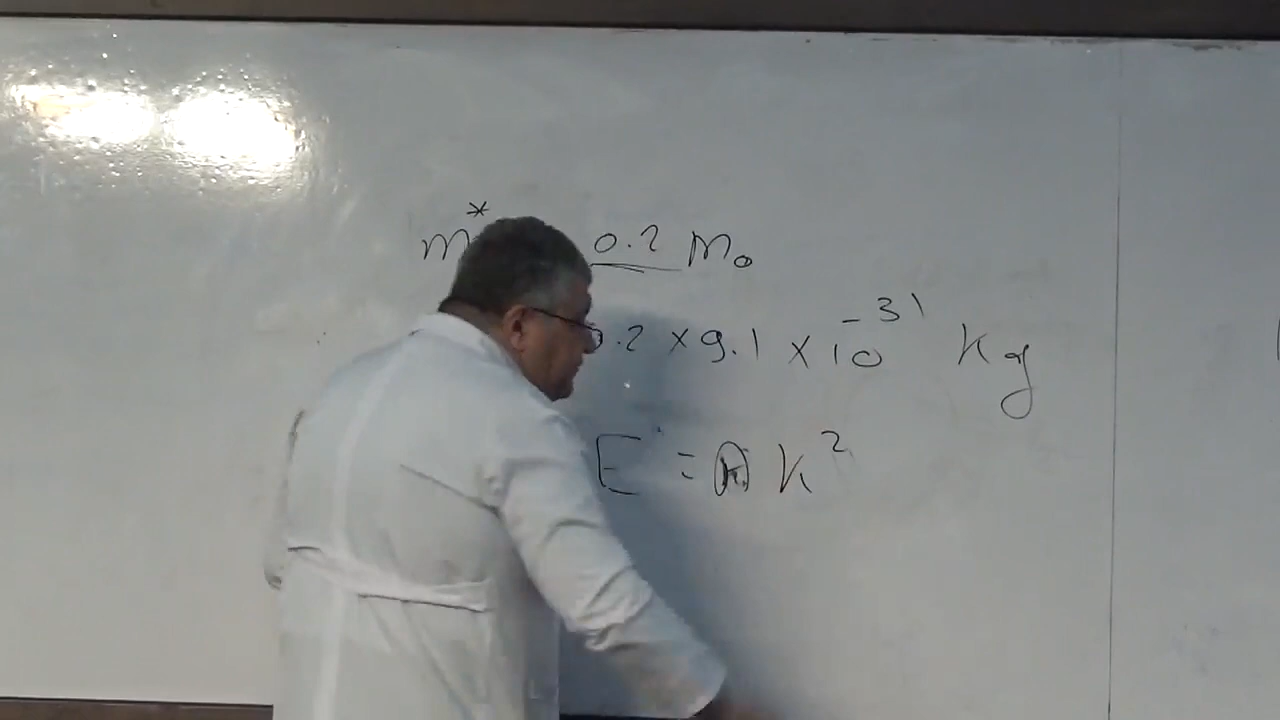 m* 0.2 m₀
0.2 × 9.1 × 10⁻³¹ kg
E = A k²